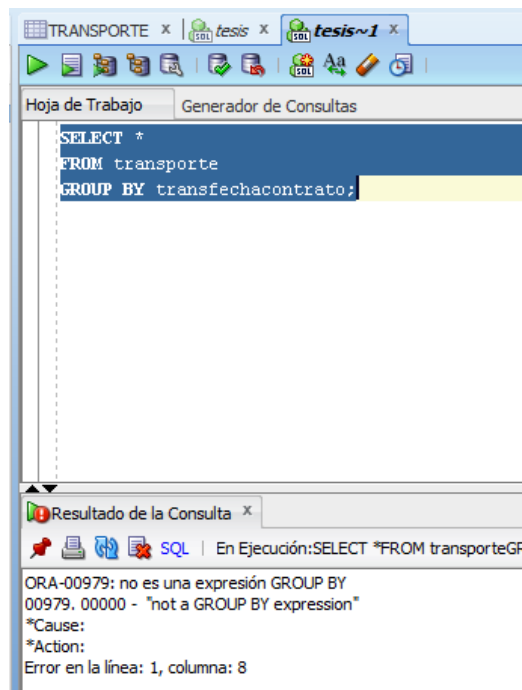 TRANSPORTE x tesis x tesis~1 x
Hoja de Trabajo Generador de Consultas
SELECT *
FROM transporte
GROUP BY transfechacontrato;
Resultado de la Consulta x
SQL | En Ejecución:SELECT *FROM transporteGR
ORA-00979: no es una expresión GROUP BY
00979. 00000 - "not a GROUP BY expression"
*Cause:
*Action:
Error en la línea: 1, columna: 8